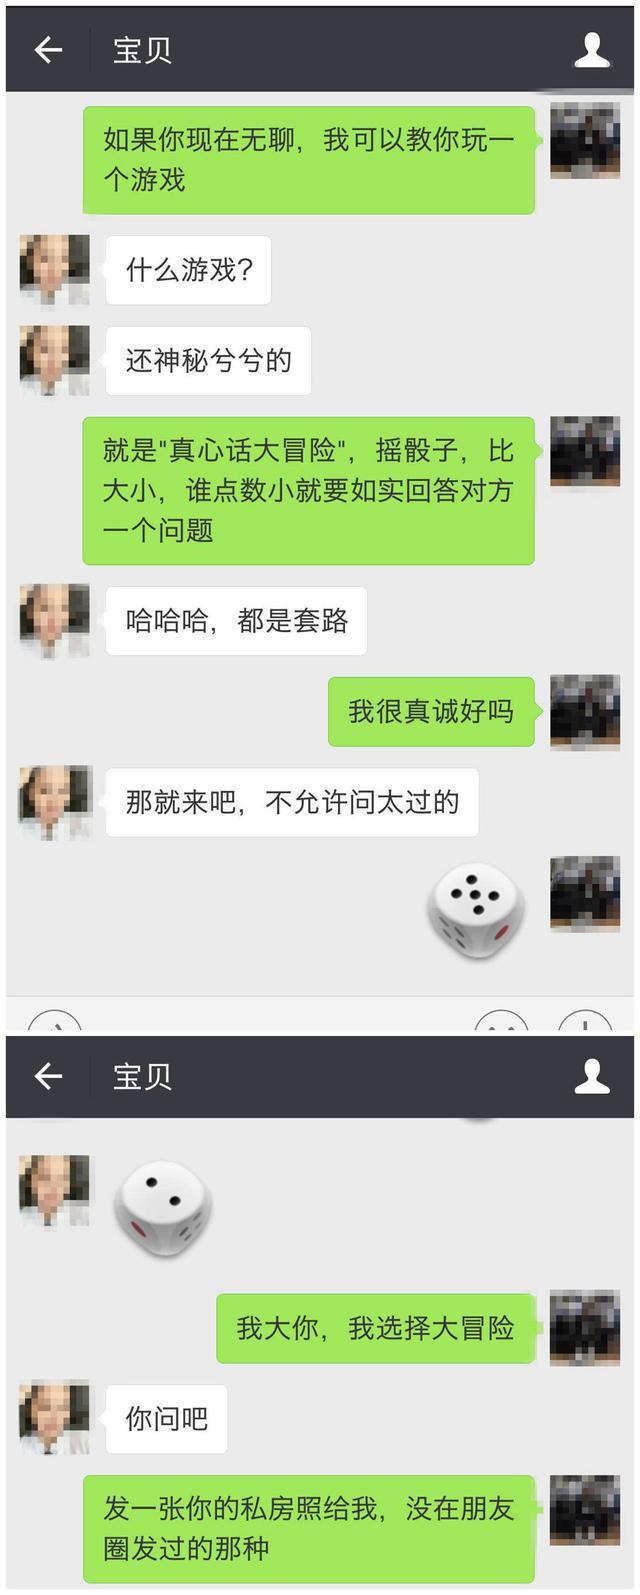 宝贝
如果你现在无聊，我可以教你玩一
个游戏
什么游戏？
还神秘兮兮的
就是"真心话大冒险"，摇骰子，比
大小，谁点数小就要如实回答对方
一个问题
哈哈哈，都是套路
我很真诚好吗
那就来吧，不允许问太过的
宝贝
我大你，我选择大冒险
你问吧
发一张你的私房照给我，没在朋友
圈发过的那种